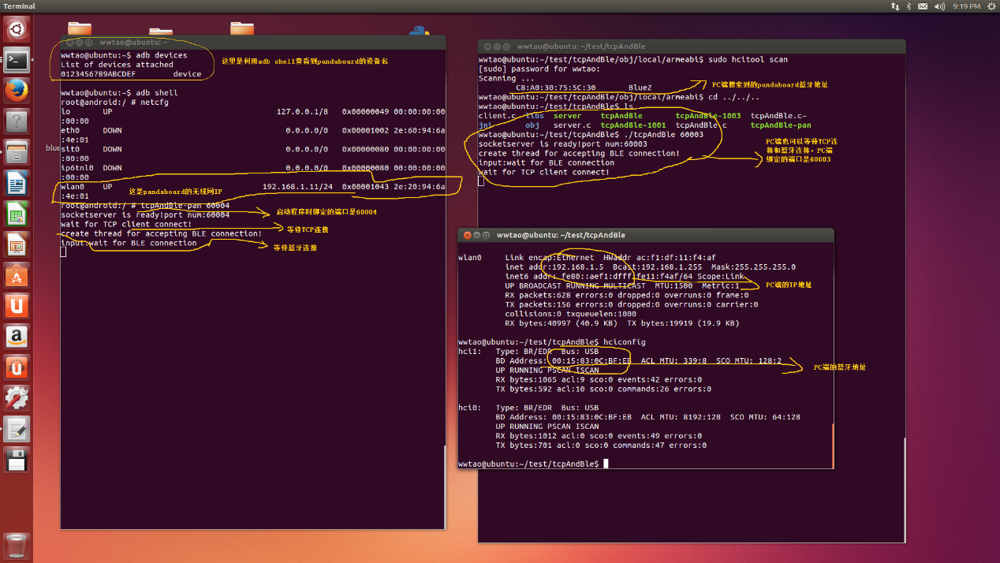 Terminal
9:19 PM
wwtao@ubuntu: ~
wwtao@ubuntu:~$ adb devices
List of devices attached
0123456789ABCDEF device
这里是利用adb shell查看到pandaboard的设备名
wwtao@ubuntu:~$ adb shell
root@android:/ # netcfg
lo UP 127.0.0.1/8 0x00000049 00:00:00:00
:00:00
eth0 DOWN 0.0.0.0/0 0x00001002 2e:60:94:6a
:4e:01
sit0 DOWN 0.0.0.0/0 0x00000080 00:00:00:00
:00:00
ip6tnl0 DOWN 0.0.0.0/0 0x00000080 00:00:00:00
:00:00
wlan0 UP 192.168.1.11/24 0x00001043 2e:20:94:6a
:4e:01
这是pandaboard的无线网IP
root@android:/ # tcpAndBle-pan 60004
socketserver is ready!port num:60004
启动程序时绑定的端口是60004
wait for TCP client connect!
等待TCP连接
create thread for accepting BLE connection!
input:wait for BLE connection
等待蓝牙连接
blue
wwtao@ubuntu: ~/test/tcpAndBle
wwtao@ubuntu:~/test/tcpAndBle/obj/local/armeabi$ sudo hcitool scan
[sudo] password for wwtao:
Scanning ...
C8:A0:30:75:5C:30 BlueZ
PC端搜索到的pandaboard蓝牙地址
wwtao@ubuntu:~/test/tcpAndBle/obj/local/armeabi$ cd ../../..
wwtao@ubuntu:~/test/tcpAndBle$ ls
client.c libs server tcpAndBle tcpAndBle-1003 tcpAndBle.c~
jni obj server.c tcpAndBle-1001 tcpAndBle.c tcpAndBle-pan
wwtao@ubuntu:~/test/tcpAndBle$ ./tcpAndBle 60003
socketserver is ready!port num:60003
create thread for accepting BLE connection!
input:wait for BLE connection
wait for TCP client connect!
PC端也可以等待TCP连
接和蓝牙连接，PC端
绑定的端口是60003
wwtao@ubuntu: ~/test/tcpAndBle
wlan0 Link encap:Ethernet HWaddr ac:f1:df:11:f4:af
inet addr:192.168.1.5 Bcast:192.168.1.255 Mask:255.255.255.0
inet6 addr: fe80::aef1:dfff:fe11:f4af/64 Scope:Link
UP BROADCAST RUNNING MULTICAST MTU:1500 Metric:1
PC端的IP地址
RX packets:628 errors:0 dropped:0 overruns:0 frame:0
TX packets:156 errors:0 dropped:0 overruns:0 carrier:0
collisions:0 txqueuelen:1000
RX bytes:40997 (40.9 KB) TX bytes:19919 (19.9 KB)
wwtao@ubuntu:~/test/tcpAndBle$ hciconfig
hci1: Type: BR/EDR Bus: USB
BD Address: 00:15:83:0C:BF:EB ACL MTU: 339:8 SCO MTU: 128:2
PC端的蓝牙地址
UP RUNNING PSCAN ISCAN
RX bytes:1065 acl:9 sco:0 events:42 errors:0
TX bytes:592 acl:10 sco:0 commands:26 errors:0
hci0: Type: BR/EDR Bus: USB
BD Address: 00:15:83:0C:BF:EB ACL MTU: 8192:128 SCO MTU: 64:128
UP RUNNING PSCAN ISCAN
RX bytes:1012 acl:0 sco:0 events:49 errors:0
TX bytes:701 acl:0 sco:0 commands:47 errors:0
wwtao@ubuntu:~/test/tcpAndBle$